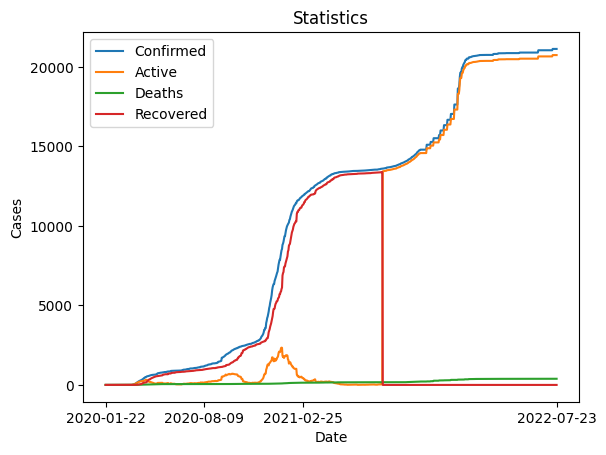 Statistics
Confirmed
Active
Deaths
Recovered
Cases
20000
15000
10000
5000
0
2020-01-22 2020-08-09 2021-02-25 2022-07-23
Date